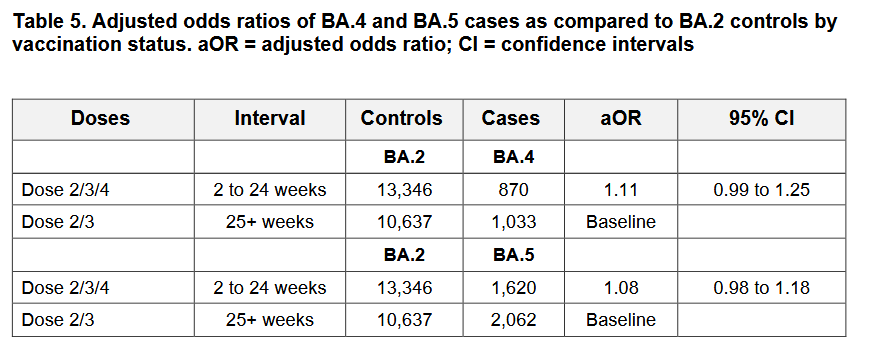 Table 5. Adjusted odds ratios of BA.4 and BA.5 cases as compared to BA.2 controls by
vaccination status. aOR = adjusted odds ratio; CI = confidence intervals
Doses Interval Controls Cases aOR 95% CI
BA.2 BA.4
Dose 2/3/4 2 to 24 weeks 13,346 870 1.11 0.99 to 1.25
Dose 2/3 25+ weeks 10,637 1,033 Baseline
BA.2 BA.5
Dose 2/3/4 2 to 24 weeks 13,346 1,620 1.08 0.98 to 1.18
Dose 2/3 25+ weeks 10,637 2,062 Baseline